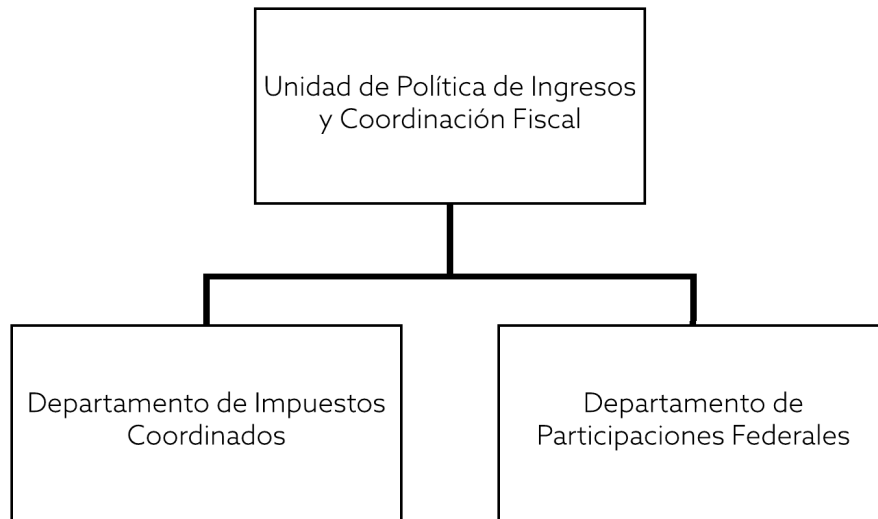 Unidad de Política de Ingresos
y Coordinación Fiscal
Departamento de Impuestos
Coordinados
Departamento de
Participaciones Federales